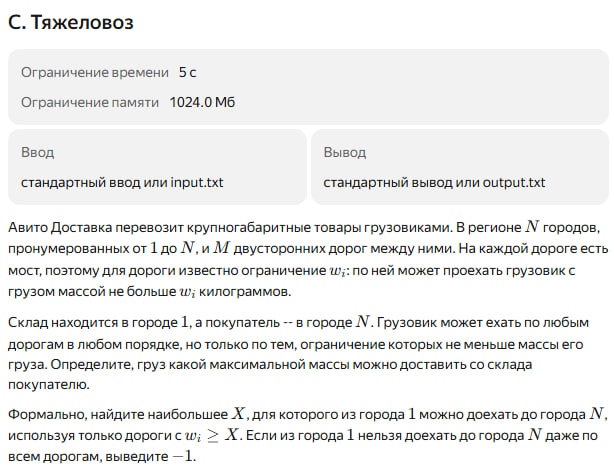 C. Тяжеловоз
Ограничение времени 5 с
Ограничение памяти 1024.0 Мб
Ввод
стандартный ввод или input.txt
Вывод
стандартный вывод или output.txt
Авито Доставка перевозит крупногабаритные товары грузовиками. В регионе N городов,
пронумерованных от 1 до N, и M двусторонних дорог между ними. На каждой дороге есть
мост, поэтому для дороги известно ограничение wᵢ: по ней может проехать грузовик с
грузом массой не больше wᵢ килограммов.
Склад находится в городе 1, а покупатель -- в городе N. Грузовик может ехать по любым
дорогам в любом порядке, но только по тем, ограничение которых не меньше массы его
груза. Определите, груз какой максимальной массы можно доставить со склада
покупателю.
Формально, найдите наибольшее X, для которого из города 1 можно доехать до города N,
используя только дороги с wᵢ ≥ X. Если из города 1 нельзя доехать до города N даже по
всем дорогам, выведите −1.